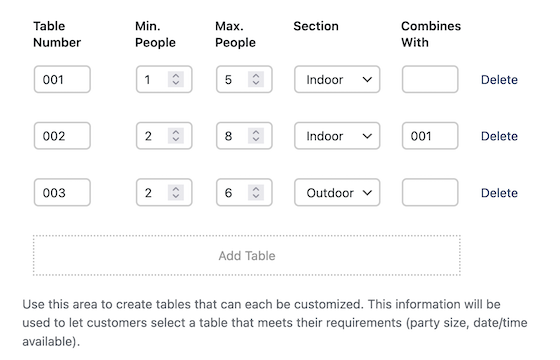 Table Number	Min. People	Max. People	Section	Combines With
001	1	5	Indoor		Delete
002	2	8	Indoor	001	Delete
003	2	6	Outdoor		Delete
Add Table
Use this area to create tables that can each be customized. This information will
be used to let customers select a table that meets their requirements (party size, date/time
available).